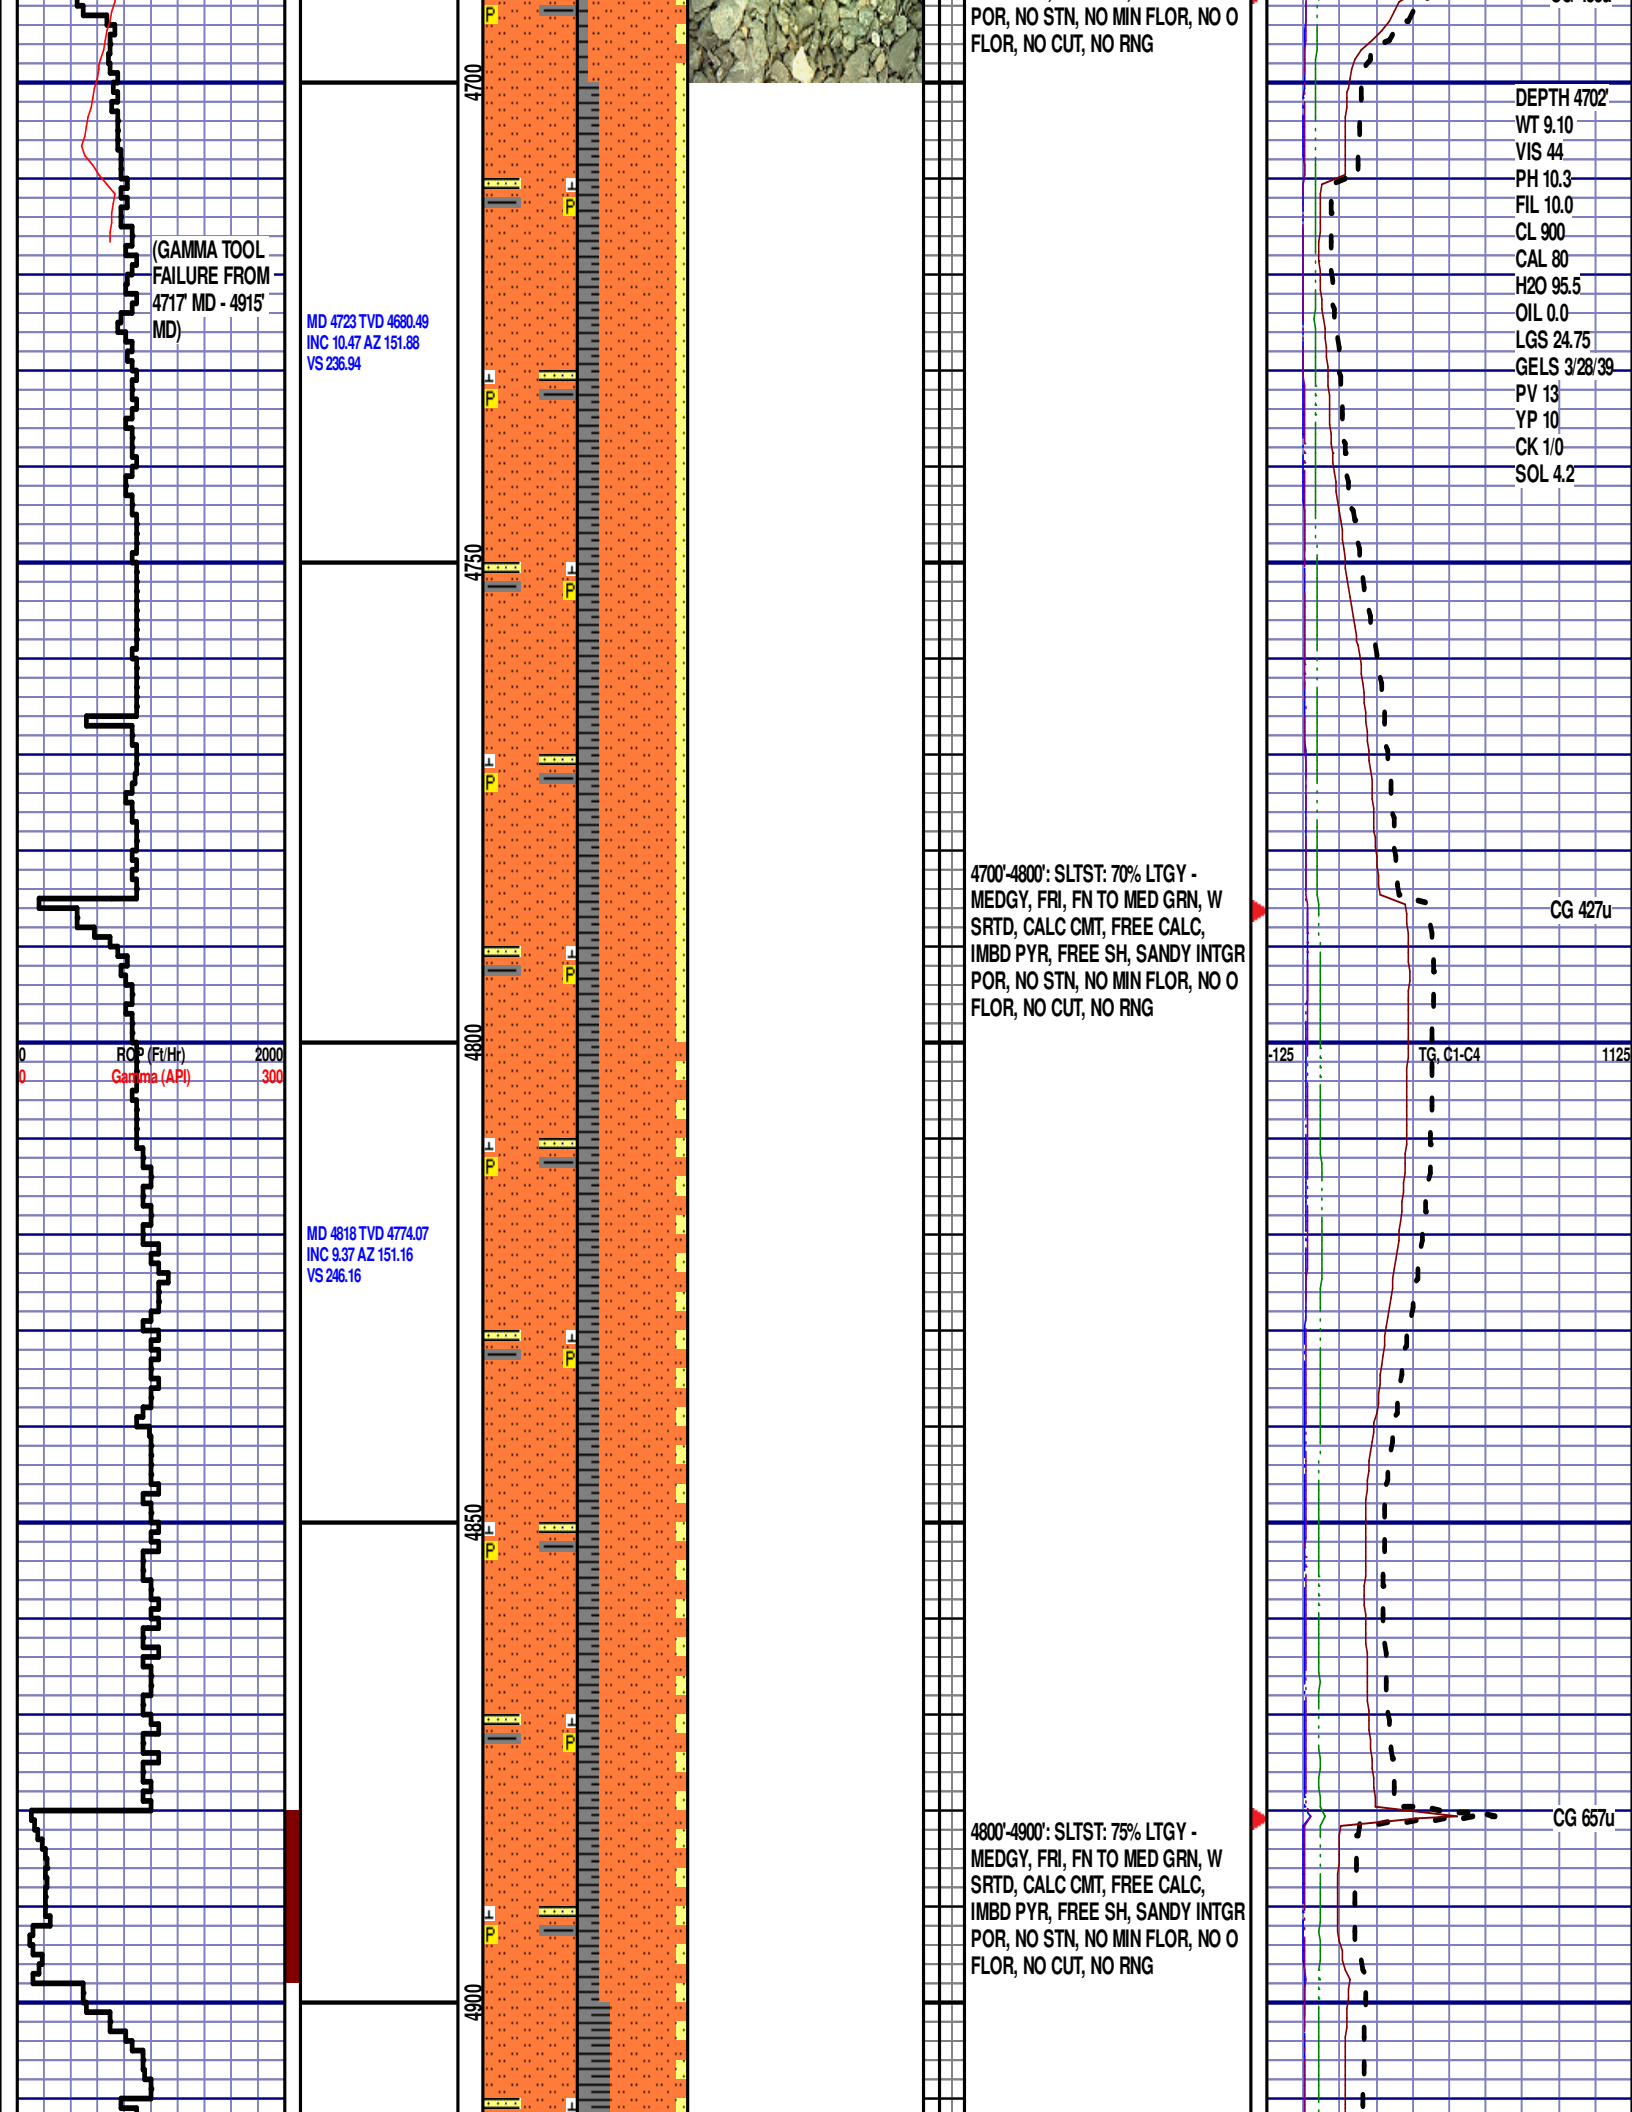 POR, NO STN, NO MIN FLOR, NO O
FLOR, NO CUT, NO RNG
4700
DEPTH 4702'
WT 9.10
VIS 44
PH 10.3
FIL 10.0
CL 900
CAL 80
H2O 95.5
OIL 0.0
LGS 24.75
GELS 3/28/39
PV 13
YP 10
CK 1/0
SOL 4.2
(GAMMA TOOL
FAILURE FROM
4717' MD - 4915'
MD)
MD 4723 TVD 4680.49
INC 10.47 AZ 151.88
VS 236.94
4750
4700'-4800': SLTST: 70% LTGY -
MEDGY, FRI, FN TO MED GRN, W
SRTD, CALC CMT, FREE CALC,
IMBD PYR, FREE SH, SANDY INTGR
POR, NO STN, NO MIN FLOR, NO O
FLOR, NO CUT, NO RNG
CG 427u
4800
0 ROP (Ft/Hr) 2000
0 Gamma (API) 300
-125 TG, C1-C4 1125
MD 4818 TVD 4774.07
INC 9.37 AZ 151.16
VS 246.16
4850
4800'-4900': SLTST: 75% LTGY -
MEDGY, FRI, FN TO MED GRN, W
SRTD, CALC CMT, FREE CALC,
IMBD PYR, FREE SH, SANDY INTGR
POR, NO STN, NO MIN FLOR, NO O
FLOR, NO CUT, NO RNG
CG 657u
4900
P
P
P
P
P
P
P
P
P
P
P